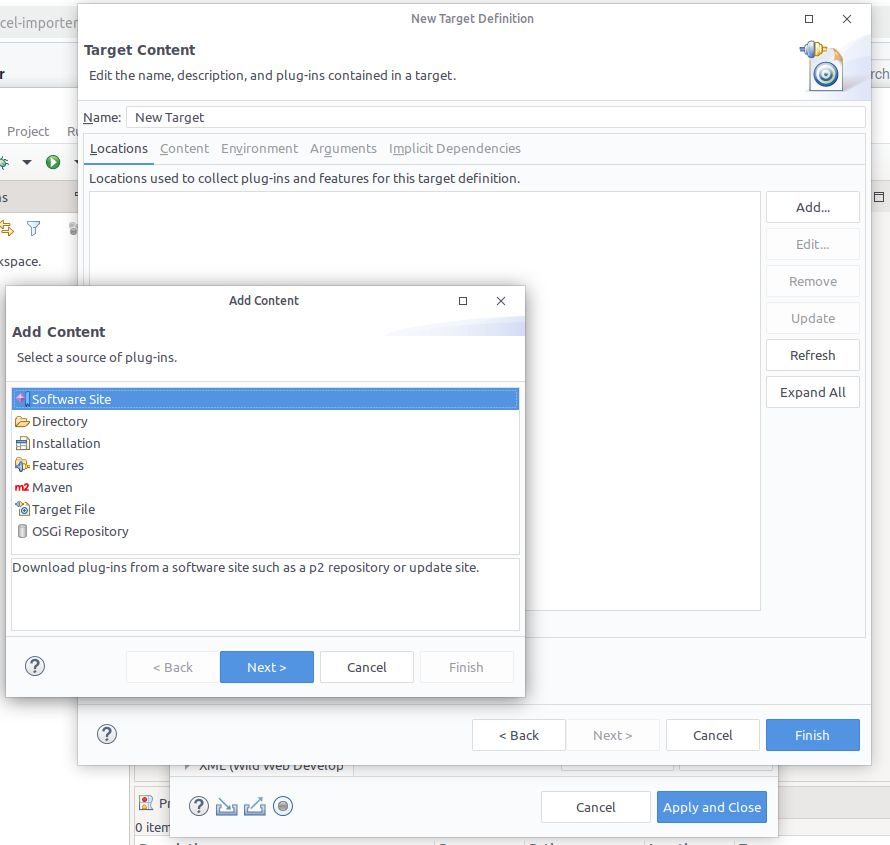 cel-importer
New Target Definition
Target Content
Edit the name, description, and plug-ins contained in a target.
Name: New Target
Project
Locations Content Environment Arguments Implicit Dependencies
Locations used to collect plug-ins and features for this target definition.
Add...
Edit...
Remove
Update
Refresh
Expand All
kspace.
Add Content
Add Content
Select a source of plug-ins.
Software Site
Directory
Installation
Features
m2 Maven
Target File
OSGi Repository
Download plug-ins from a software site such as a p2 repository or update site.
< Back Next > Cancel Finish
< Back Next > Cancel Finish
XML (Wild Web Develop
Cancel Apply and Close
0 item